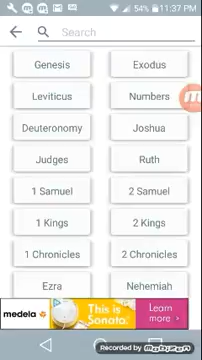 54% 11:37 PM
Search
Genesis Exodus
Leviticus Numbers
Deuteronomy Joshua
Judges Ruth
1 Samuel 2 Samuel
1 Kings 2 Kings
1 Chronicles 2 Chronicles
Ezra Nehemiah
medela This is Sonata. Learn more >
Recorded by Mobizen